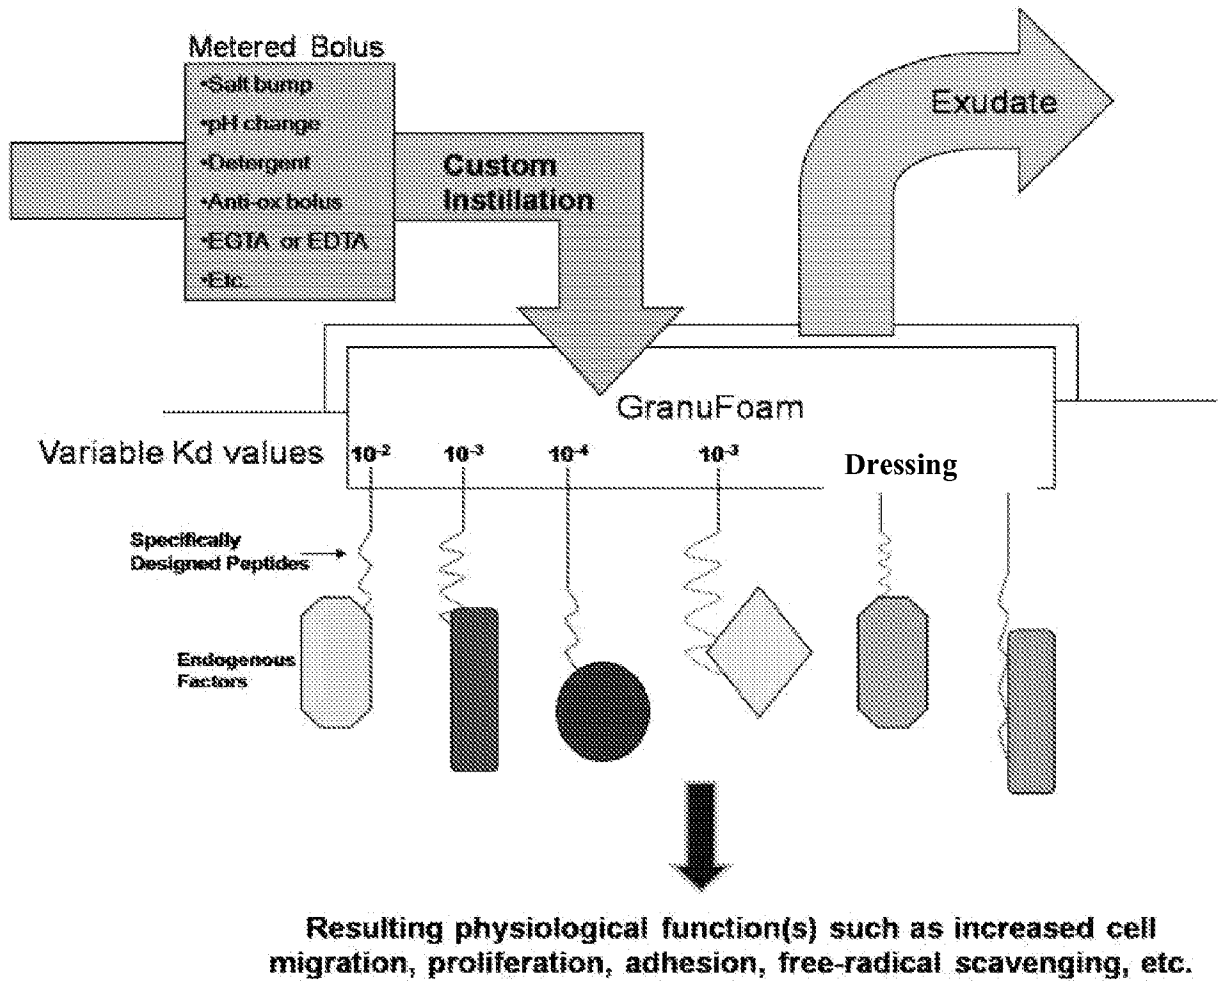 Metered Bolus
•Salt bump
•pH change
•Detergent
•Anti-ox bolus
•EGTA or EDTA
•Etc.
Custom
Instillation
Exudate
GranuFoam
Variable Kd values
10-2 10-3 10-4 10-3
Dressing
Specifically
Designed Peptides
Endogenous
Factors
Resulting physiological function(s) such as increased cell
migration, proliferation, adhesion, free-radical scavenging, etc.